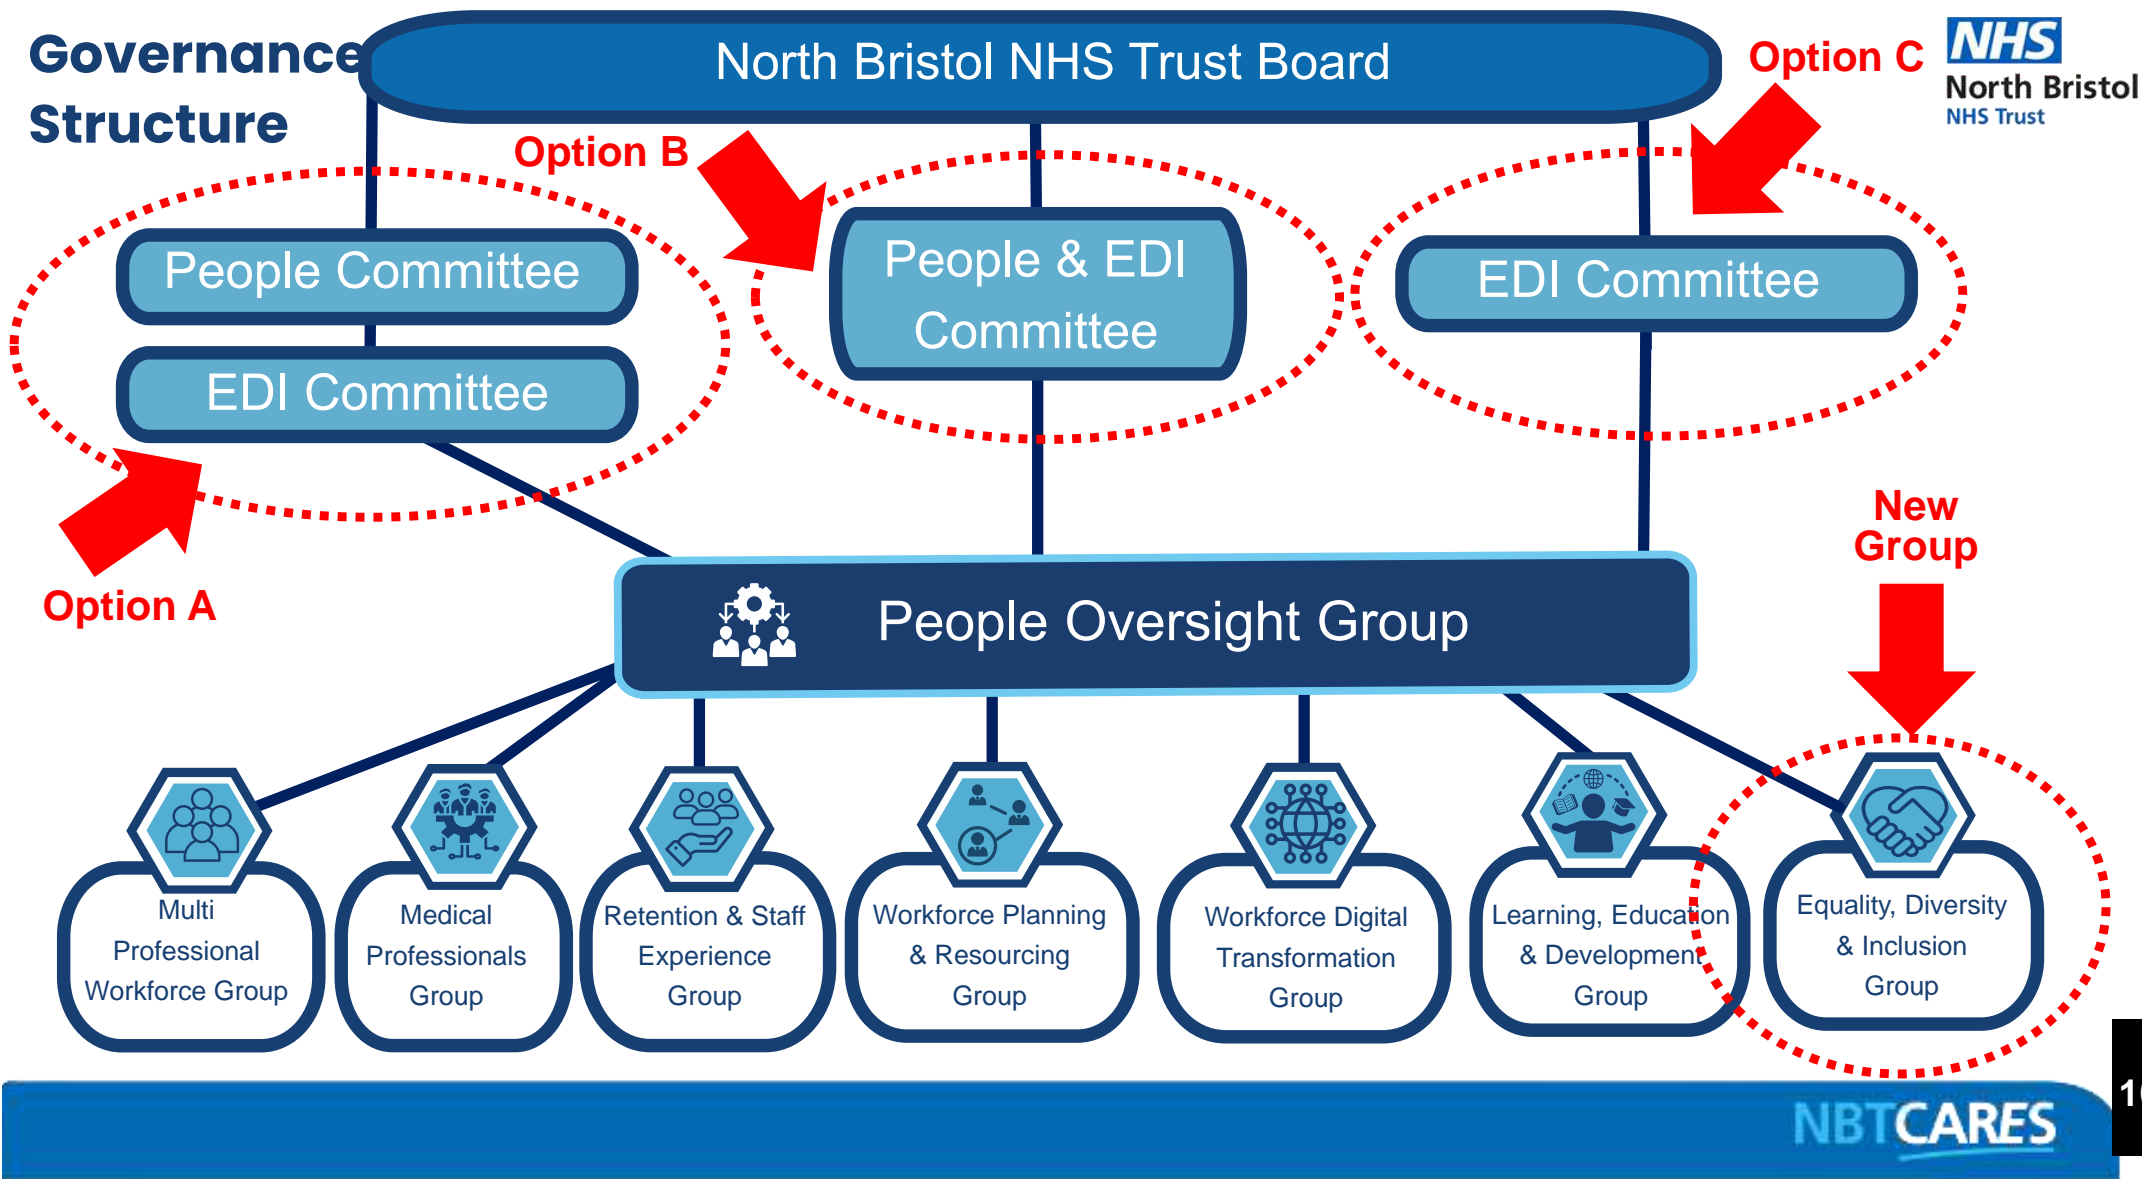 Governance
Structure
North Bristol NHS Trust Board
Option C
NHS
North Bristol
NHS Trust
Option B
People Committee
EDI Committee
People & EDI
Committee
EDI Committee
Option A
New
Group
People Oversight Group
Multi
Professional
Workforce Group
Medical
Professionals
Group
Retention & Staff
Experience
Group
Workforce Planning
& Resourcing
Group
Workforce Digital
Transformation
Group
Learning, Education
& Development
Group
Equality, Diversity
& Inclusion
Group
NBTCARES